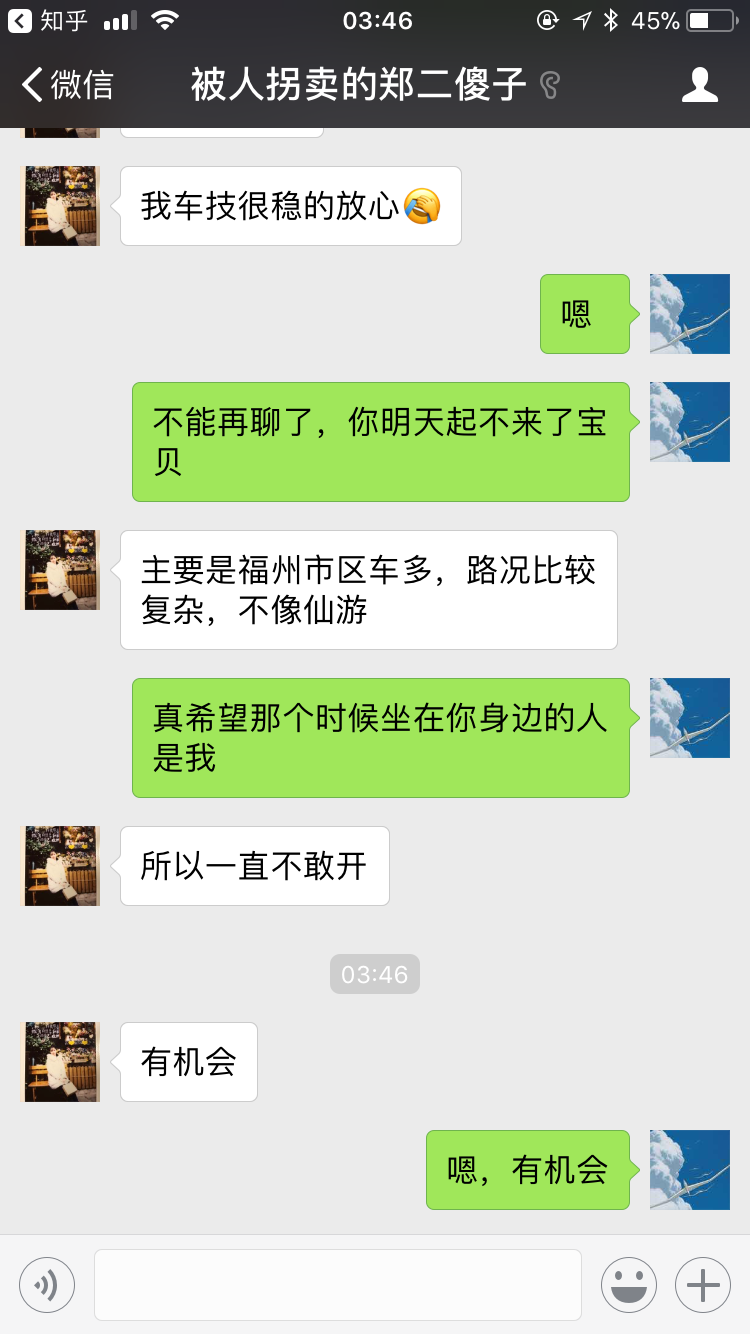 知乎
03:46
45%
微信
被人拐卖的郑二傻子
我车技很稳的放心🤣
嗯
不能再聊了，你明天起不来了宝
贝
主要是福州市区车多，路况比较
复杂，不像仙游
真希望那个时候坐在你身边的人
是我
所以一直不敢开
03:46
有机会
嗯，有机会